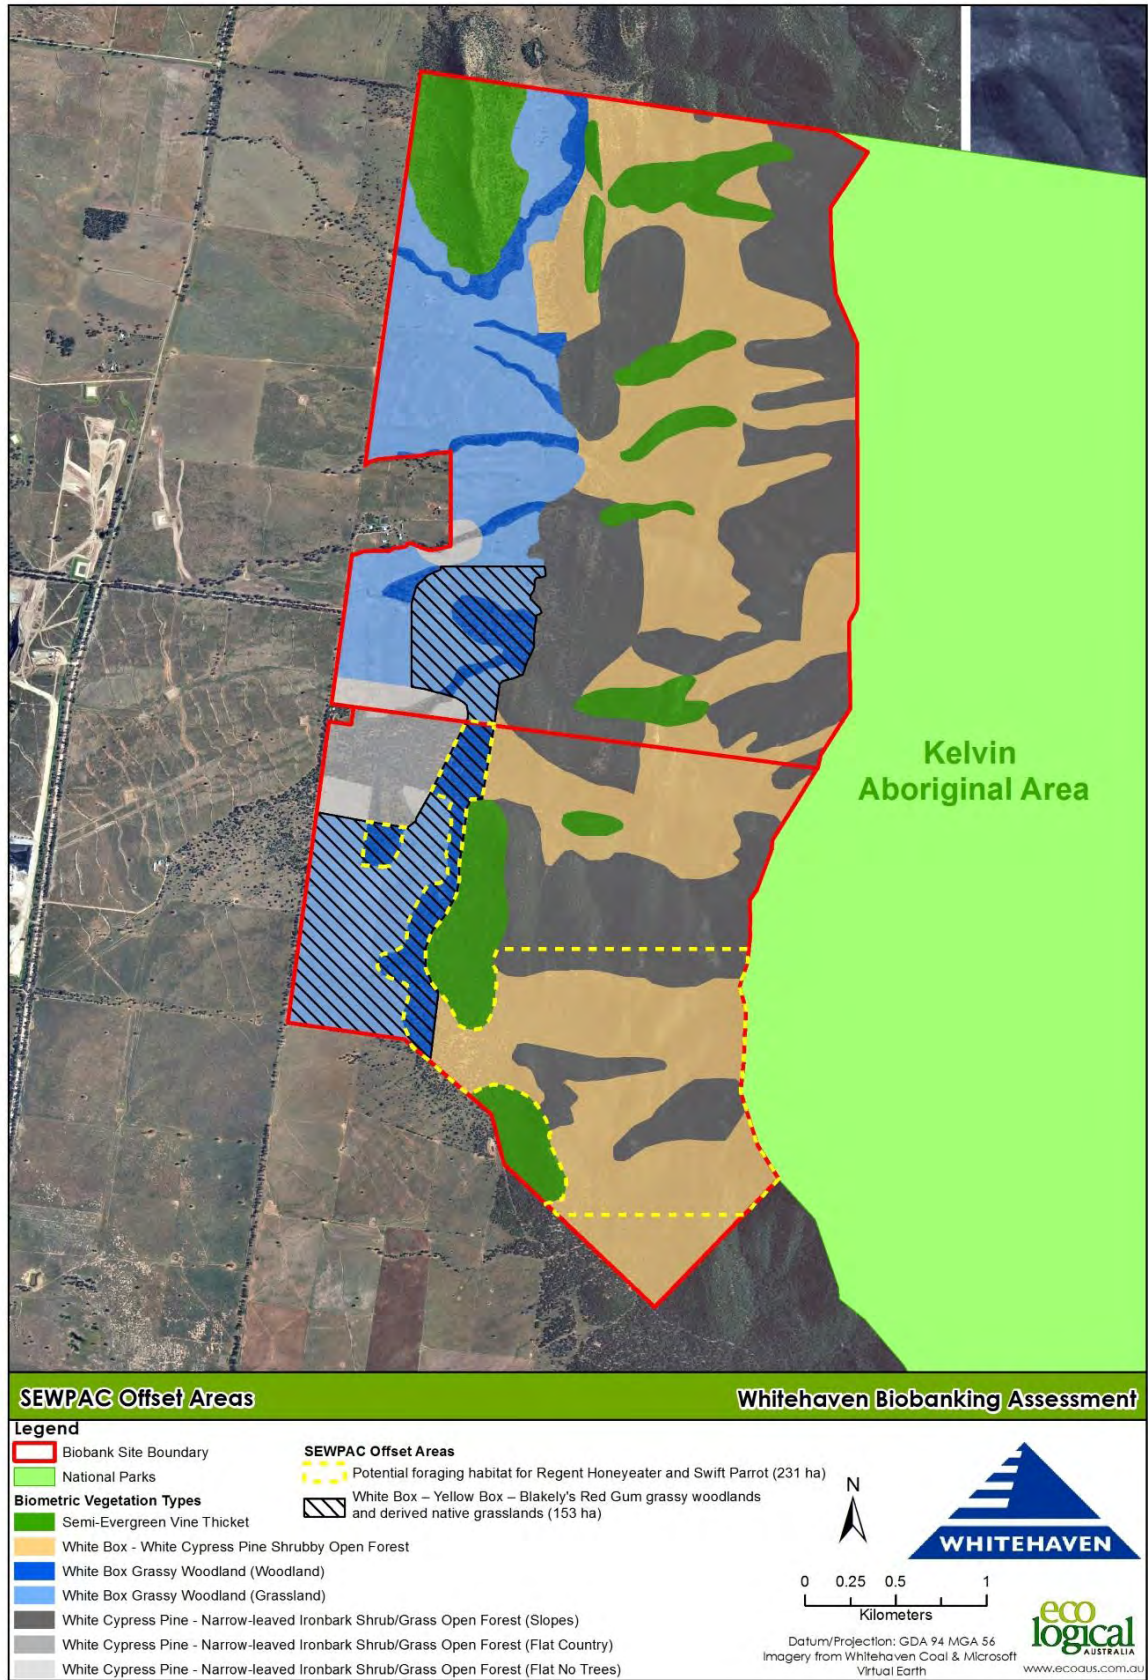 Kelvin
Aboriginal Area
SEWPAC Offset Areas
Whitehaven Biobanking Assessment
Legend
Biobank Site Boundary
National Parks
Biometric Vegetation Types
Semi-Evergreen Vine Thicket
White Box - White Cypress Pine Shrubby Open Forest
White Box Grassy Woodland (Woodland)
White Box Grassy Woodland (Grassland)
White Cypress Pine - Narrow-leaved Ironbark Shrub/Grass Open Forest (Slopes)
White Cypress Pine - Narrow-leaved Ironbark Shrub/Grass Open Forest (Flat Country)
White Cypress Pine - Narrow-leaved Ironbark Shrub/Grass Open Forest (Flat No Trees)
SEWPAC Offset Areas
Potential foraging habitat for Regent Honeyeater and Swift Parrot (231 ha)
White Box – Yellow Box – Blakely's Red Gum grassy woodlands
and derived native grasslands (153 ha)
N
0 0.25 0.5 1
Kilometers
Datum/Projection: GDA 94 MGA 56
Imagery from Whitehaven Coal & Microsoft
Virtual Earth
WHITEHAVEN
eco
logical
AUSTRALIA
www.ecoaus.com.au